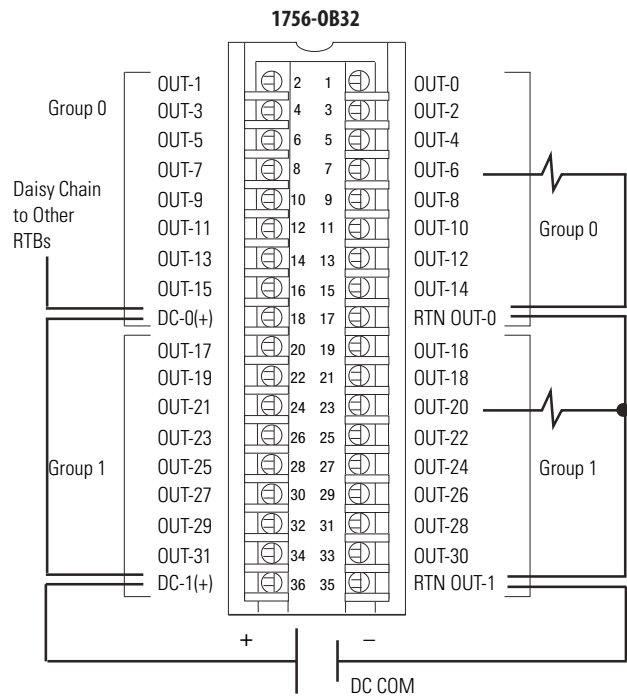 1756-OB32
Group 0
Daisy Chain
to Other
RTBs
Group 1
OUT-1 2 1 OUT-0
OUT-3 4 3 OUT-2
OUT-5 6 5 OUT-4
OUT-7 8 7 OUT-6
OUT-9 10 9 OUT-8
OUT-11 12 11 OUT-10
OUT-13 14 13 OUT-12
OUT-15 16 15 OUT-14
DC-0(+) 18 17 RTN OUT-0
OUT-17 20 19 OUT-16
OUT-19 22 21 OUT-18
OUT-21 24 23 OUT-20
OUT-23 26 25 OUT-22
OUT-25 28 27 OUT-24
OUT-27 30 29 OUT-26
OUT-29 32 31 OUT-28
OUT-31 34 33 OUT-30
DC-1(+) 36 35 RTN OUT-1
Group 0
Group 1
+ –
DC COM